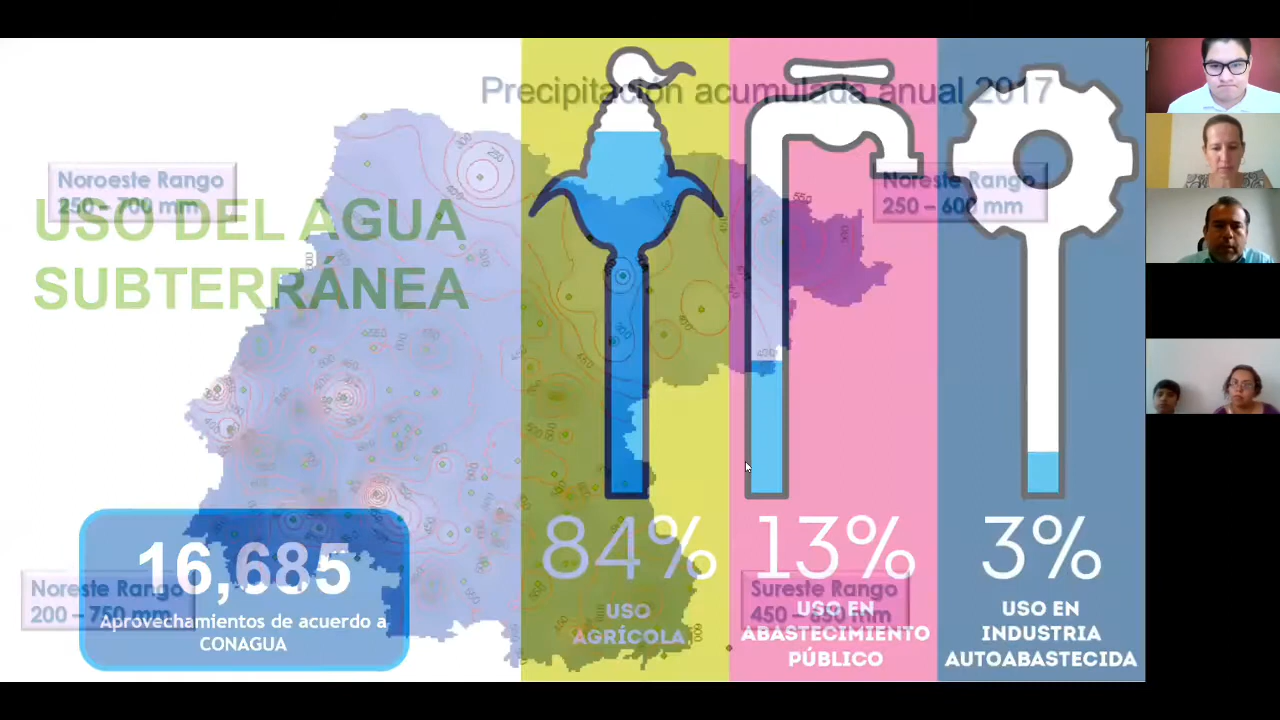 Precipitación acumulada anual 2017
Noroeste Rango
250 – 700 mm
Noreste Rango
250 – 600 mm
USO DEL AGUA
SUBTERRÁNEA
16,685
Aprovechamientos de acuerdo a
CONAGUA
Noreste Rango
200 – 750 mm
84%
USO
AGRÍCOLA
Sureste Rango
450 – 650 mm
13%
USO EN
ABASTECIMIENTO
PÚBLICO
3%
USO EN
INDUSTRIA
AUTOABASTECIDA